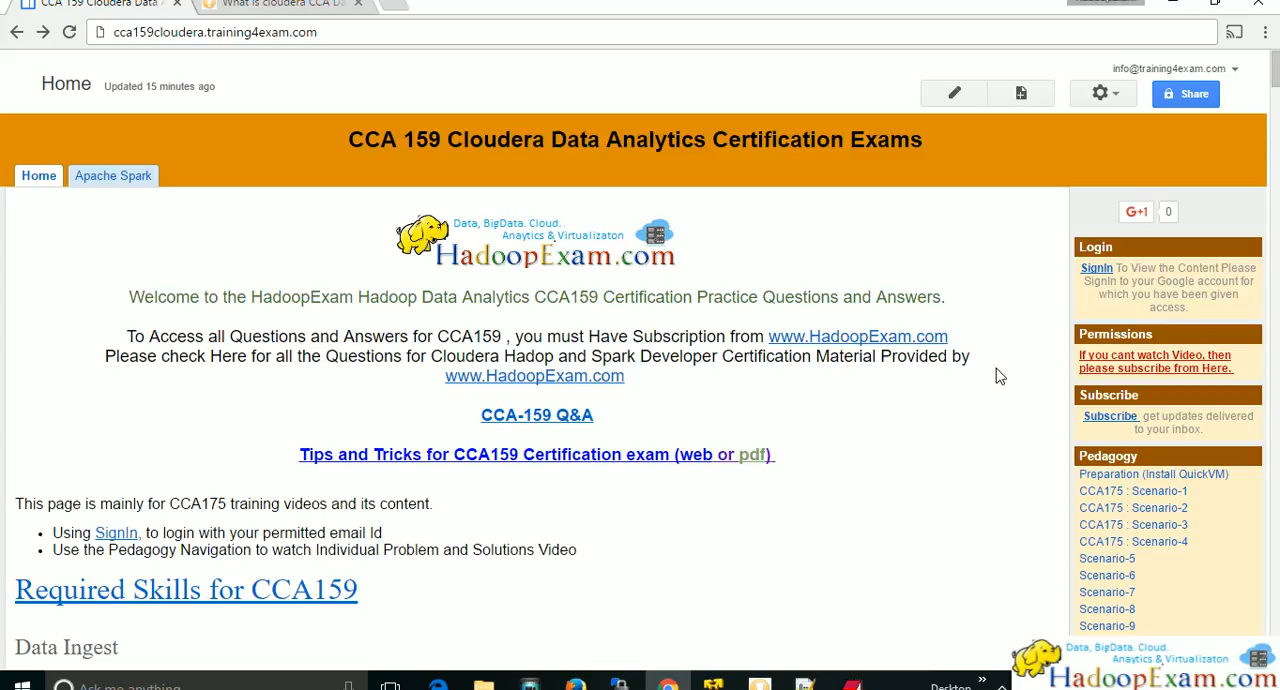 CCA 159 Cloudera Data
What is cloudera CCA Da
cca159cloudera.training4exam.com
info@training4exam.com
Home Updated 15 minutes ago
Share
CCA 159 Cloudera Data Analytics Certification Exams
Home Apache Spark
G+1 0
Data, BigData. Cloud.
Anaytics & Virtualizaton
HadoopExam.com
Welcome to the HadoopExam Hadoop Data Analytics CCA159 Certification Practice Questions and Answers.
To Access all Questions and Answers for CCA159 , you must Have Subscription from www.HadoopExam.com
Please check Here for all the Questions for Cloudera Hadop and Spark Developer Certification Material Provided by
www.HadoopExam.com
CCA-159 Q&A
Tips and Tricks for CCA159 Certification exam (web or pdf)
This page is mainly for CCA175 training videos and its content.
• Using SignIn, to login with your permitted email Id
• Use the Pedagogy Navigation to watch Individual Problem and Solutions Video
Required Skills for CCA159
Data Ingest
Login
SignIn To View the Content Please
SignIn to your Google account for
which you have been given
access.
Permissions
If you cant watch Video, then
please subscribe from Here.
Subscribe
Subscribe get updates delivered
to your inbox.
Pedagogy
Preparation (Install QuickVM)
CCA175 : Scenario-1
CCA175 : Scenario-2
CCA175 : Scenario-3
CCA175 : Scenario-4
Scenario-5
Scenario-6
Scenario-7
Scenario-8
Scenario-9
Data, BigData. Cloud.
Anaytics & Virtualizaton
HadoopExam.com
Ask me anything
Desktop